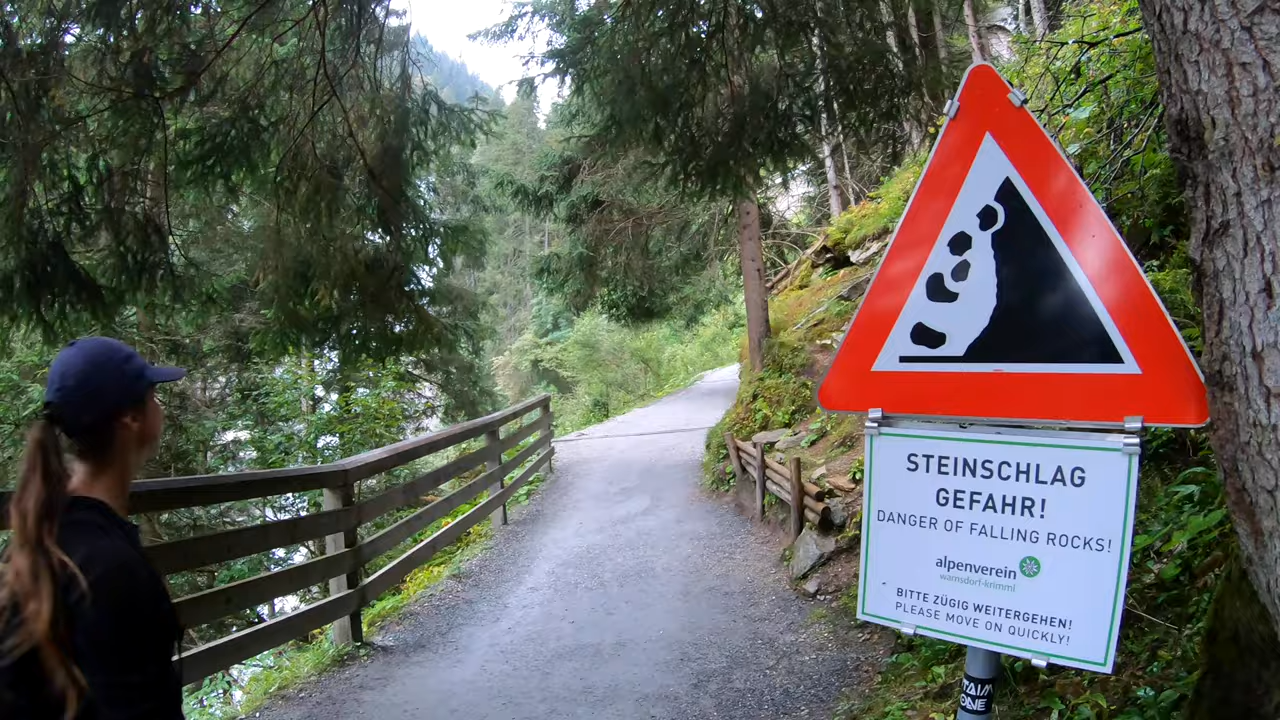 STEINSCHLAG
GEFAHR!
DANGER OF FALLING ROCKS!
alpenverein
warnsdorf-krimml
BITTE ZÜGIG WEITERGEHEN!
PLEASE MOVE ON QUICKLY!